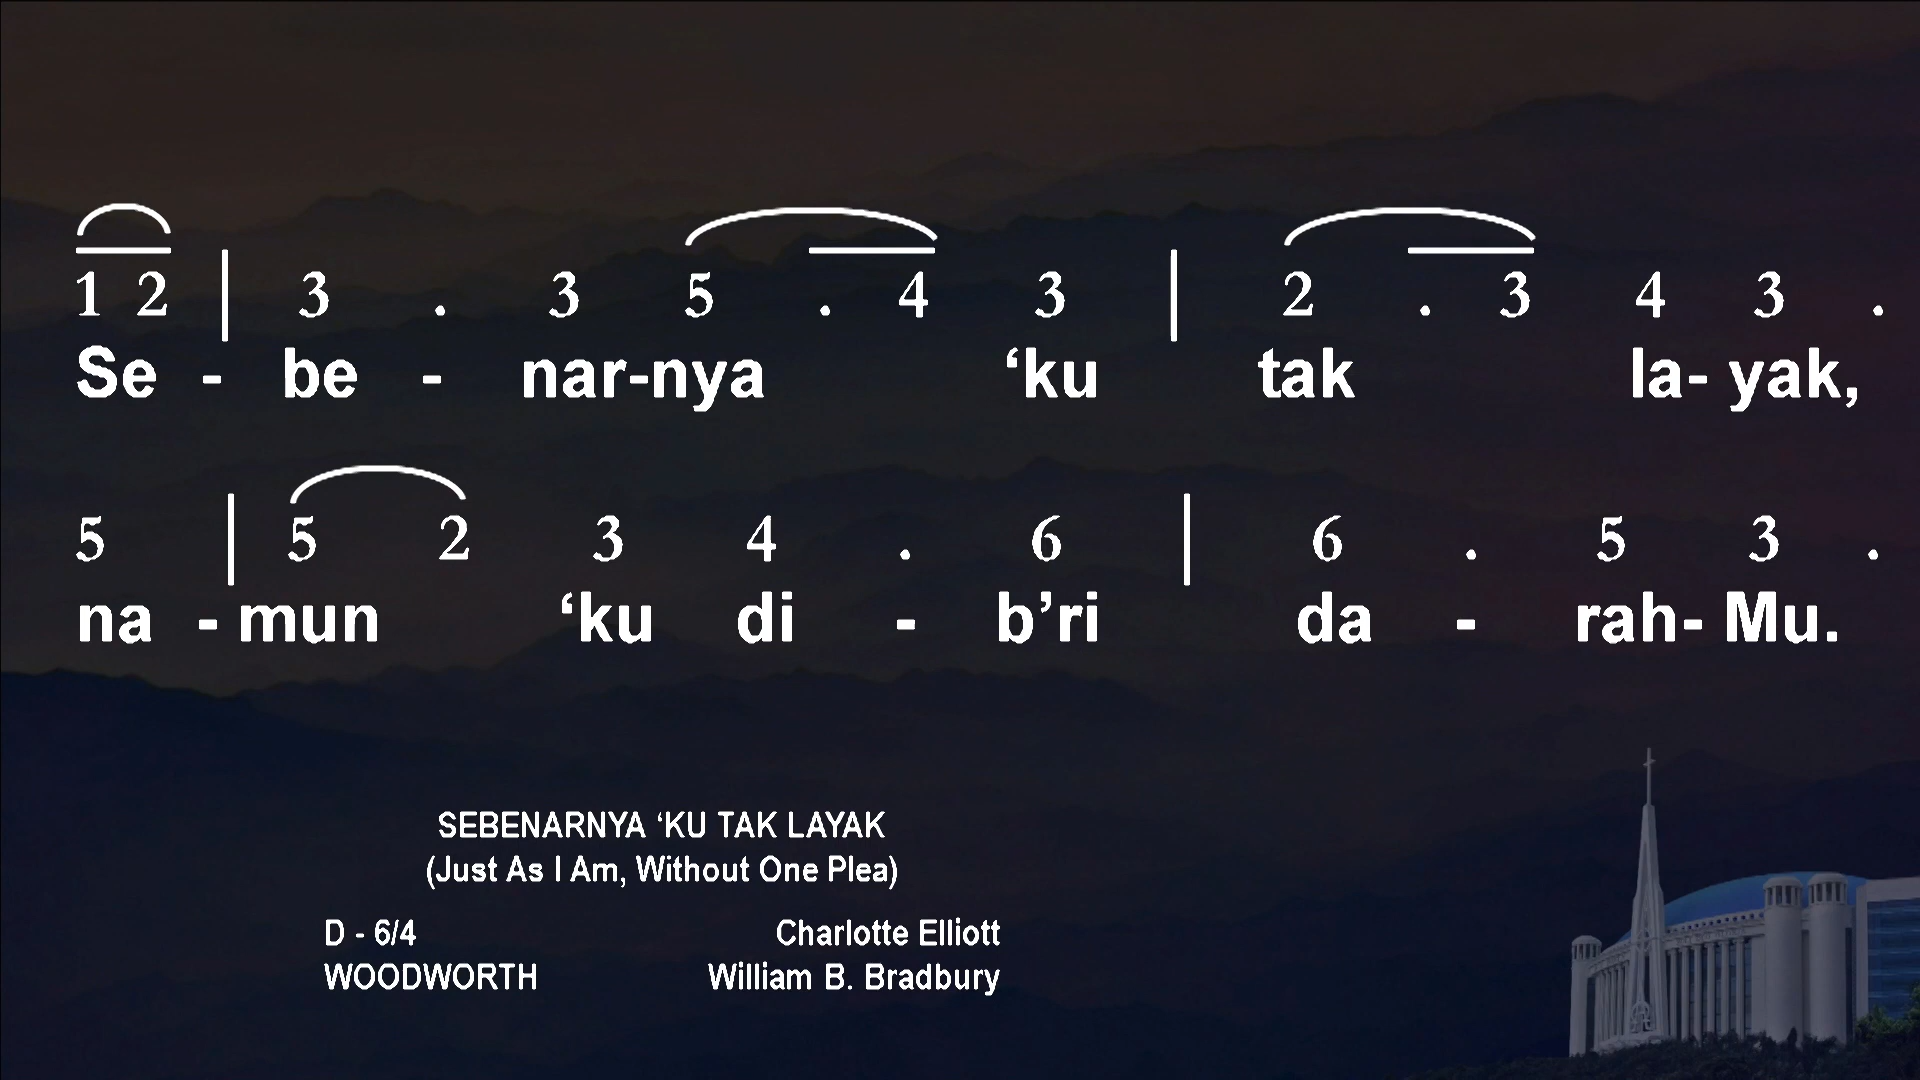 1 2 | 3 . 3 5 . 4 3 | 2 . 3 4 3 .
Se - be - nar-nya ‘ku tak la- yak,
5 | 5 2 3 4 . 6 | 6 . 5 3 .
na - mun ‘ku di - b’ri da - rah- Mu.
SEBENARNYA ‘KU TAK LAYAK
(Just As I Am, Without One Plea)
D - 6/4 Charlotte Elliott
WOODWORTH William B. Bradbury